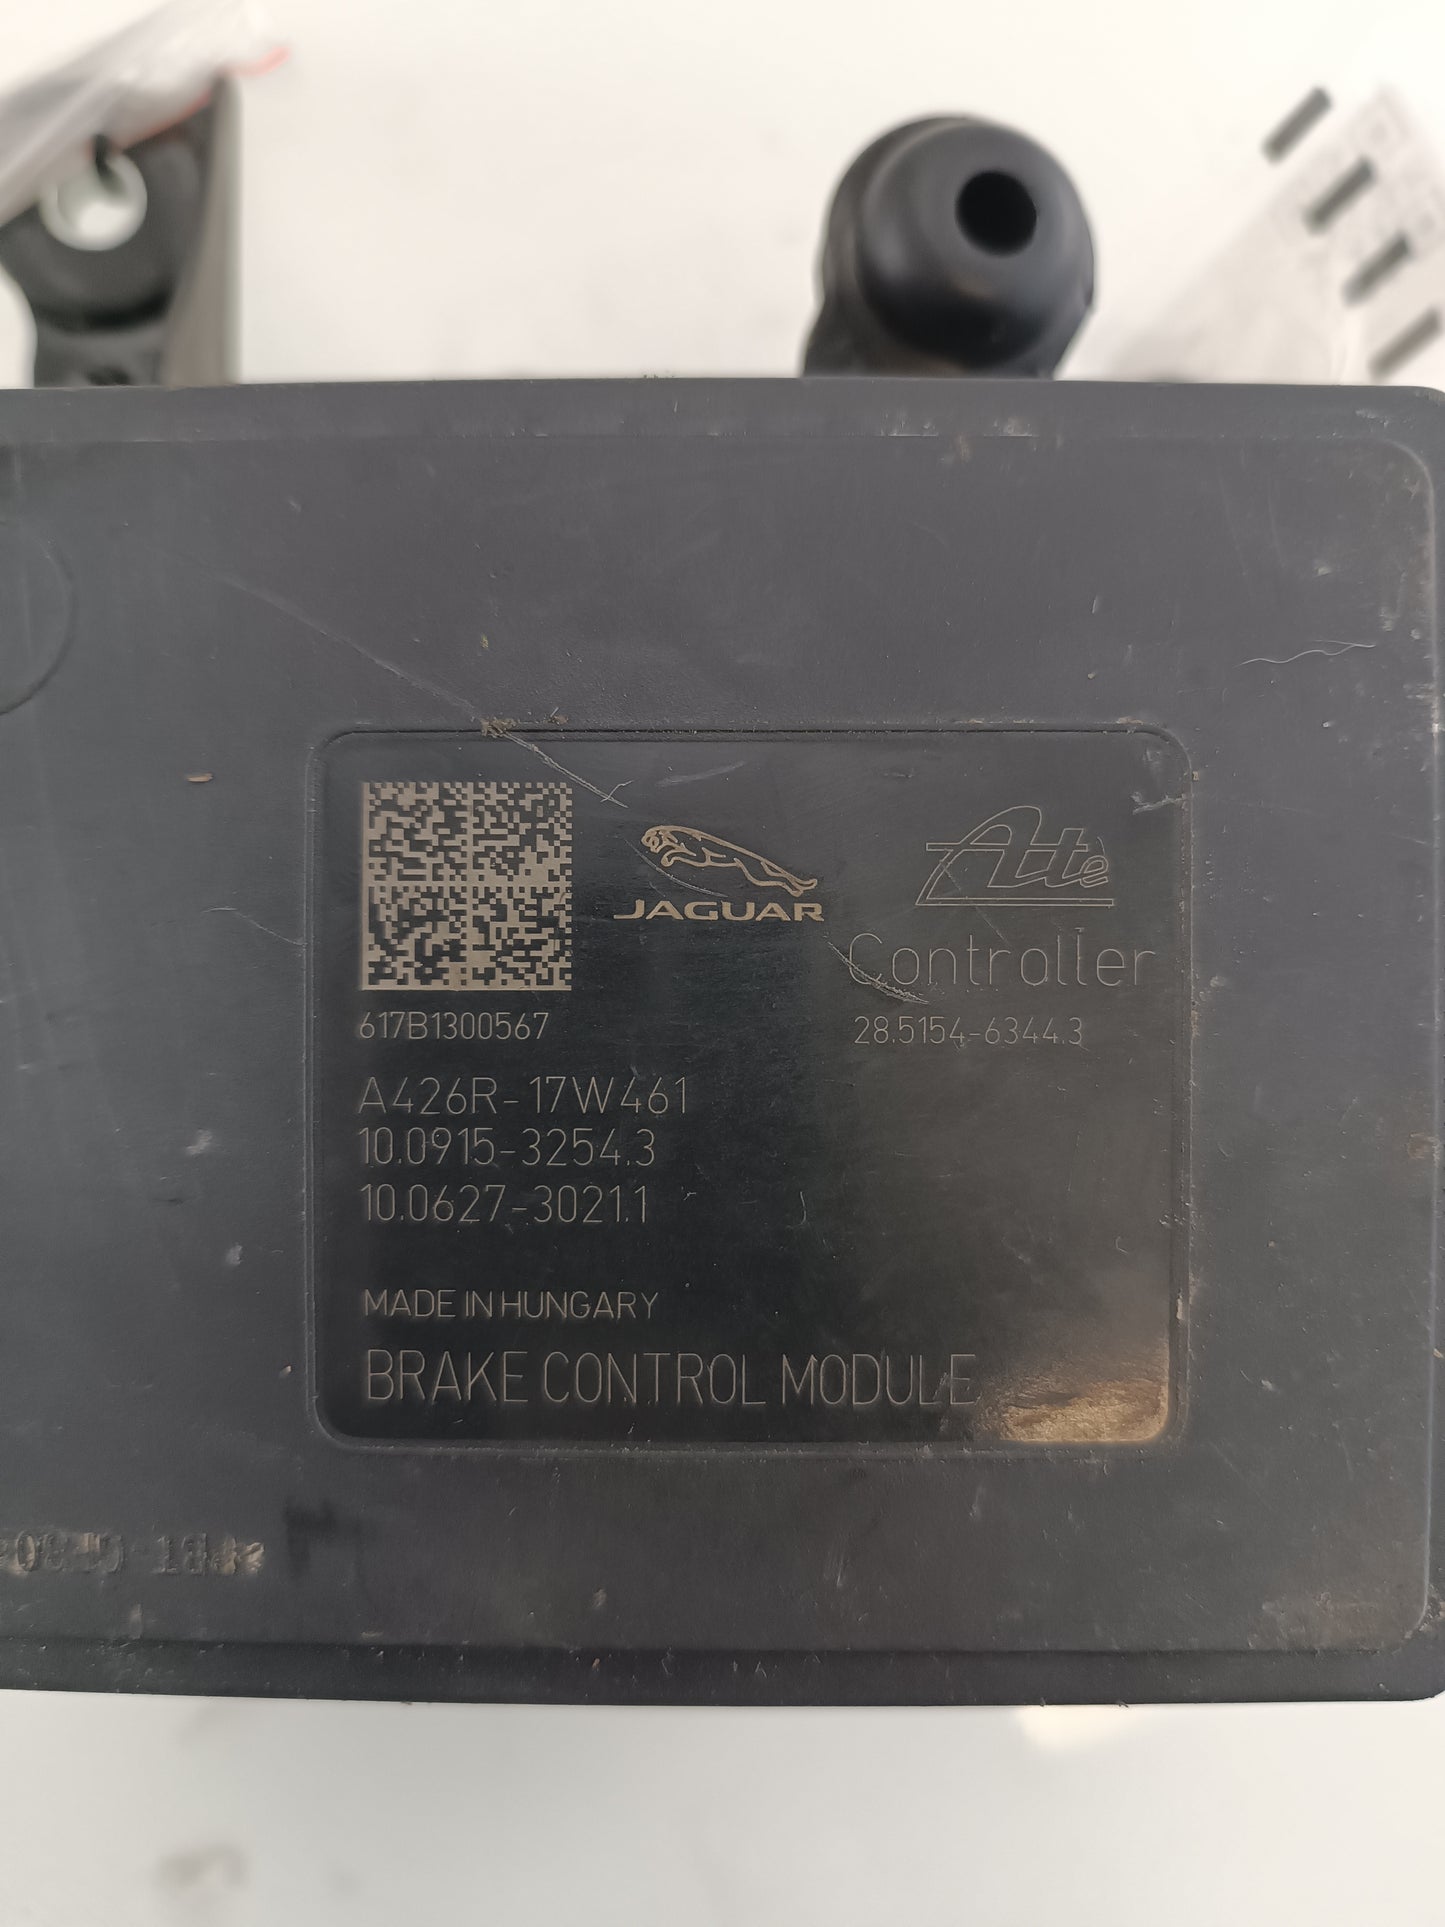 JAGUAR
Ate
Controller
617B1300567
28.5154-6344.3
A426R-17W461
10.0915-3254.3
10.0627-3021.1
MADE IN HUNGARY
BRAKE CONTROL MODULE